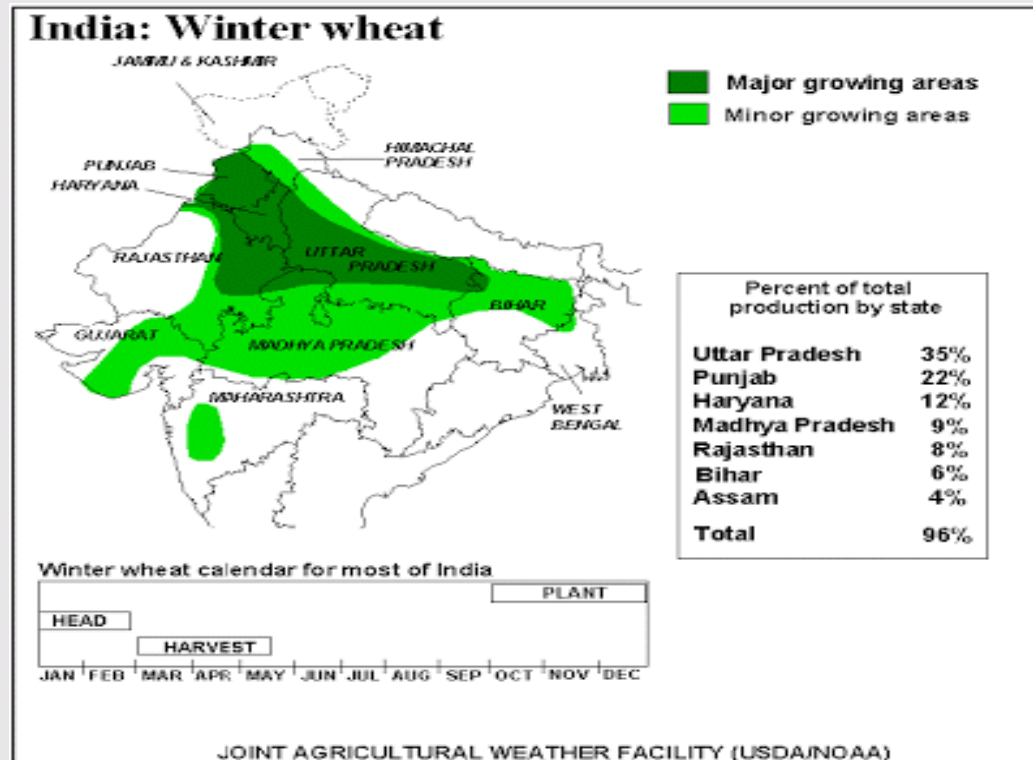 India: Winter wheat
JAMMU & KASHMIR
Major growing areas
Minor growing areas
HIMACHAL
PRADESH
PUNJAB
HARYANA
RAJASTHAN
UTTAR
PRADESH
BIHAR
GUJARAT
MADHYA PRADESH
MAHARASHTRA
WEST
BENGAL
Percent of total
production by state
Uttar Pradesh 35%
Punjab 22%
Haryana 12%
Madhya Pradesh 9%
Rajasthan 8%
Bihar 6%
Assam 4%
Total 96%
Winter wheat calendar for most of India
PLANT
HEAD
HARVEST
JAN FEB MAR APR MAY JUN JUL AUG SEP OCT NOV DEC
JOINT AGRICULTURAL WEATHER FACILITY (USDA/NOAA)